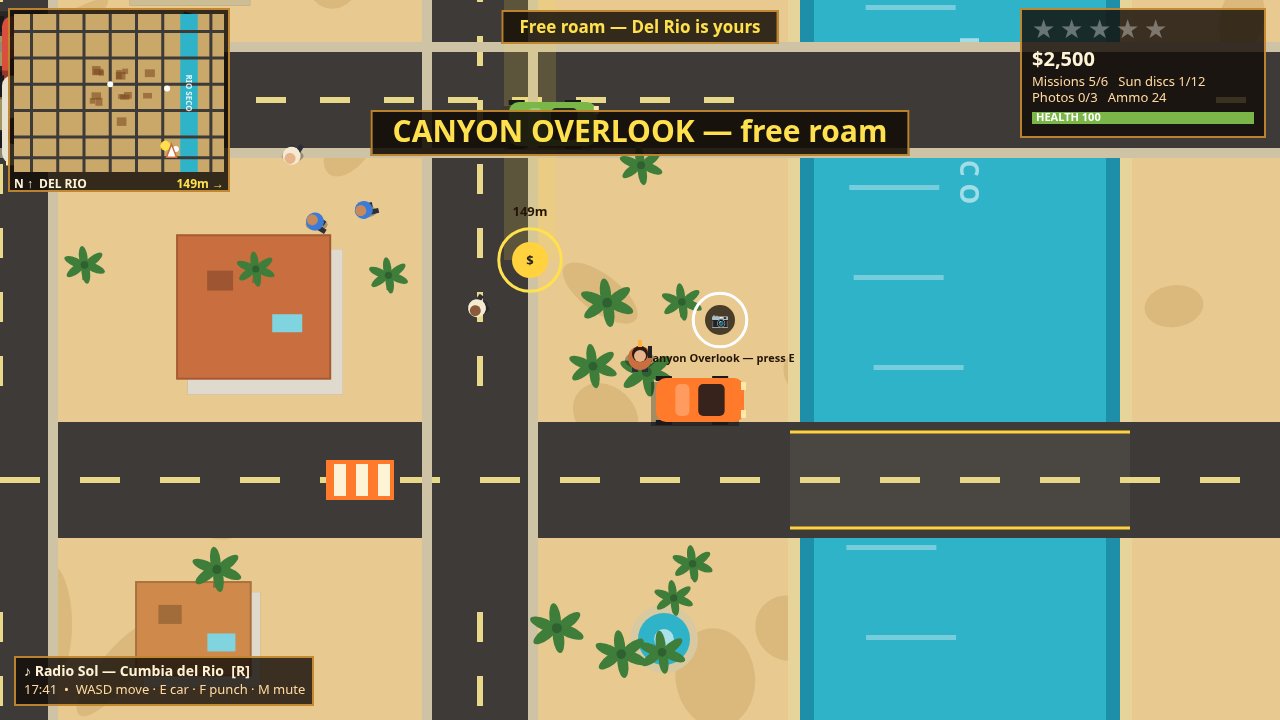 Free roam — Del Rio is yours
RIO SECO
N ↑ DEL RIO
149m →
★★★★★
$2,500
Missions 5/6 Sun discs 1/12
Photos 0/3 Ammo 24
HEALTH 100
CANYON OVERLOOK — free roam
CO
149m
$
anyon Overlook — press E
♪ Radio Sol — Cumbia del Rio [R]
17:41 • WASD move · E car · F punch · M mute